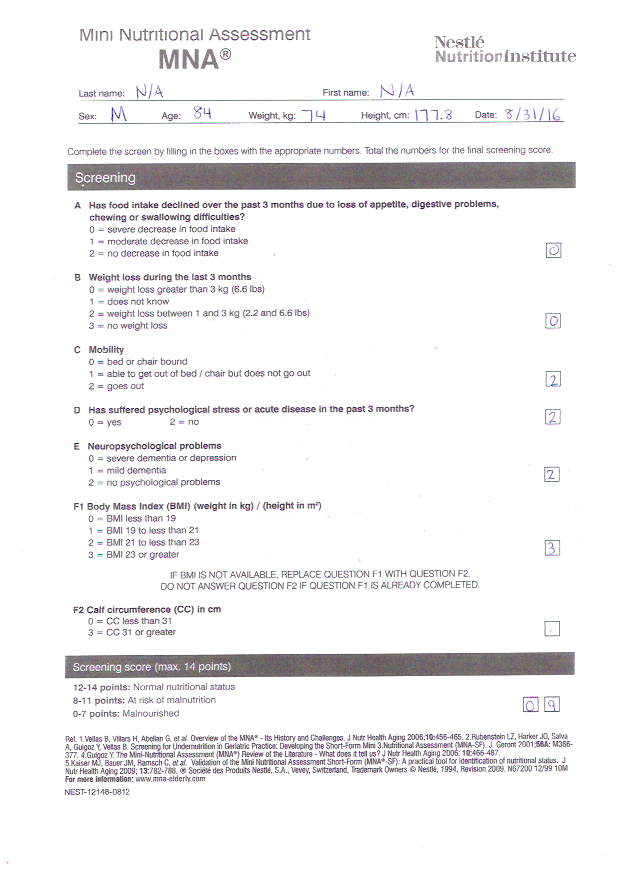 Mini Nutritional Assessment
MNA®
Nestlé
NutritionInstitute
Last name: N/A First name: N/A
Sex: M Age: 84 Weight, kg: 74 Height, cm: 177.8 Date: 8/31/16
Complete the screen by filling in the boxes with the appropriate numbers. Total the numbers for the final screening score.
Screening
A Has food intake declined over the past 3 months due to loss of appetite, digestive problems,
chewing or swallowing difficulties?
0 = severe decrease in food intake
1 = moderate decrease in food intake
2 = no decrease in food intake 0
B Weight loss during the last 3 months
0 = weight loss greater than 3 kg (6.6 lbs)
1 = does not know
2 = weight loss between 1 and 3 kg (2.2 and 6.6 lbs)
3 = no weight loss 0
C Mobility
0 = bed or chair bound
1 = able to get out of bed / chair but does not go out
2 = goes out 2
D Has suffered psychological stress or acute disease in the past 3 months?
0 = yes 2 = no 2
E Neuropsychological problems
0 = severe dementia or depression
1 = mild dementia
2 = no psychological problems 2
F1 Body Mass Index (BMI) (weight in kg) / (height in m²)
0 = BMI less than 19
1 = BMI 19 to less than 21
2 = BMI 21 to less than 23
3 = BMI 23 or greater 3
IF BMI IS NOT AVAILABLE, REPLACE QUESTION F1 WITH QUESTION F2.
DO NOT ANSWER QUESTION F2 IF QUESTION F1 IS ALREADY COMPLETED.
F2 Calf circumference (CC) in cm
0 = CC less than 31
3 = CC 31 or greater
Screening score (max. 14 points)
12-14 points: Normal nutritional status
8-11 points: At risk of malnutrition
0-7 points: Malnourished 0 9
Ref. 1.Vellas B, Villars H, Abellan G, et al. Overview of the MNA® - Its History and Challenges. J Nutr Health Aging 2006;10:456-465. 2.Rubenstein LZ, Harker JO, Salva
A, Guigoz Y, Vellas B. Screening for Undernutrition in Geriatric Practice: Developing the Short-Form Mini 3.Nutritional Assessment (MNA-SF). J. Geront 2001;56A: M366-
377. 4.Guigoz Y. The Mini-Nutritional Assessment (MNA®) Review of the Literature - What does it tell us? J Nutr Health Aging 2006; 10:466-487.
5.Kaiser MJ, Bauer JM, Ramsch C, et al. Validation of the Mini Nutritional Assessment Short-Form (MNA®-SF): A practical tool for identification of nutritional status. J
Nutr Health Aging 2009; 13:782-788. ® Société des Produits Nestlé, S.A., Vevey, Switzerland, Trademark Owners © Nestlé, 1994, Revision 2009. N67200 12/99 10M
For more information: www.mna-elderly.com
NEST-12148-0812